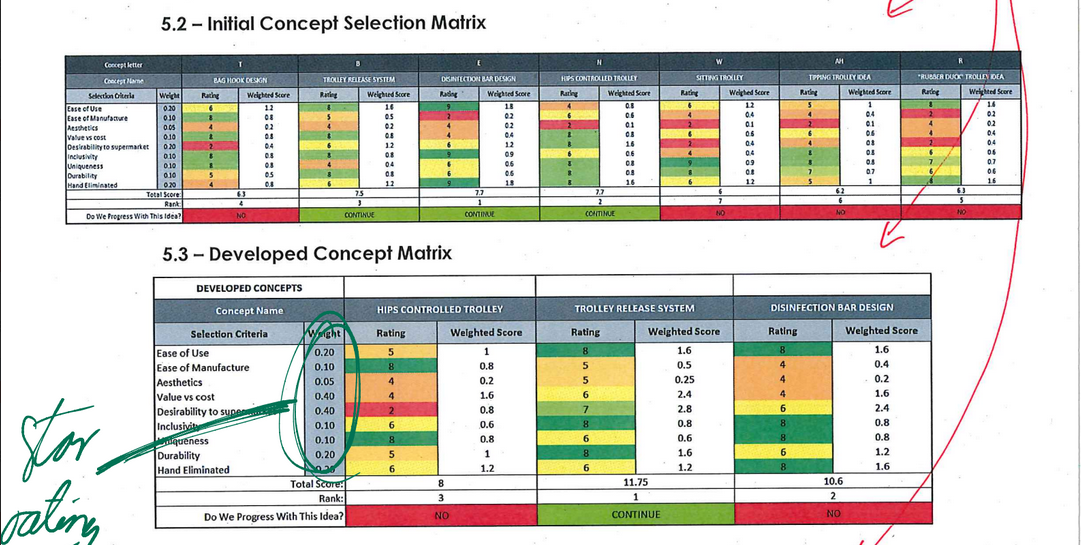 5.2 – Initial Concept Selection Matrix
Concept letter T B E N W AH R
Concept Name BAG HOOK DESIGN TROLLEY RELEASE SYSTEM DISINFECTION BAR DESIGN HIPS CONTROLLED TROLLEY SITTING TROLLEY TIPPING TROLLEY IDEA "RUBBER DUCK" TROLLEY IDEA
Selection Criteria Weight Rating Weighted Score Rating Weighted Score Rating Weighted Score Rating Weighted Score Rating Weighted Score Rating Weighted Score Rating Weighted Score
Ease of Use 0.20 6 1.2 8 1.6 9 1.8 4 0.8 6 1.2 5 1 8 1.6
Ease of Manufacture 0.10 8 0.8 5 0.5 2 0.2 6 0.6 4 0.4 4 0.4 2 0.2
Aesthetics 0.05 4 0.2 4 0.2 4 0.2 2 0.1 2 0.1 2 0.1 4 0.2
Value vs cost 0.10 8 0.8 8 0.8 4 0.4 8 0.8 6 0.6 6 0.6 4 0.4
Desirability to supermarket 0.20 2 0.4 6 1.2 6 1.2 8 1.6 2 0.4 4 0.8 2 0.4
Inclusivity 0.10 8 0.8 8 0.8 9 0.9 6 0.6 4 0.4 8 0.8 6 0.6
Uniqueness 0.10 8 0.8 4 0.4 6 0.6 8 0.8 9 0.9 8 0.8 7 0.7
Durability 0.10 5 0.5 8 0.8 6 0.6 8 0.8 8 0.8 7 0.7 6 0.6
Hand Eliminated 0.20 4 0.8 6 1.2 9 1.8 8 1.6 6 1.2 5 1 8 1.6
Total Score: 6.3 7.5 7.7 7.7 6 6.2 6.3
Rank: 4 3 1 2 7 6 5
Do We Progress With This Idea? NO CONTINUE CONTINUE CONTINUE NO NO NO
5.3 – Developed Concept Matrix
DEVELOPED CONCEPTS
Concept Name HIPS CONTROLLED TROLLEY TROLLEY RELEASE SYSTEM DISINFECTION BAR DESIGN
Selection Criteria Weight Rating Weighted Score Rating Weighted Score Rating Weighted Score
Ease of Use 0.20 5 1 8 1.6 8 1.6
Ease of Manufacture 0.10 8 0.8 5 0.5 4 0.4
Aesthetics 0.05 4 0.2 5 0.25 4 0.2
Value vs cost 0.40 4 1.6 6 2.4 4 1.6
Desirability to 0.40 2 0.8 7 2.8 6 2.4
Inclusivity 0.10 6 0.6 8 0.8 8 0.8
Uniqueness 0.10 8 0.8 6 0.6 8 0.8
Durability 0.20 5 1 8 1.6 6 1.2
Hand Eliminated 0.20 6 1.2 6 1.2 8 1.6
Total Score: 8 11.75 10.6
Rank: 3 1 2
Do We Progress With This Idea? NO CONTINUE NO
Star
rating